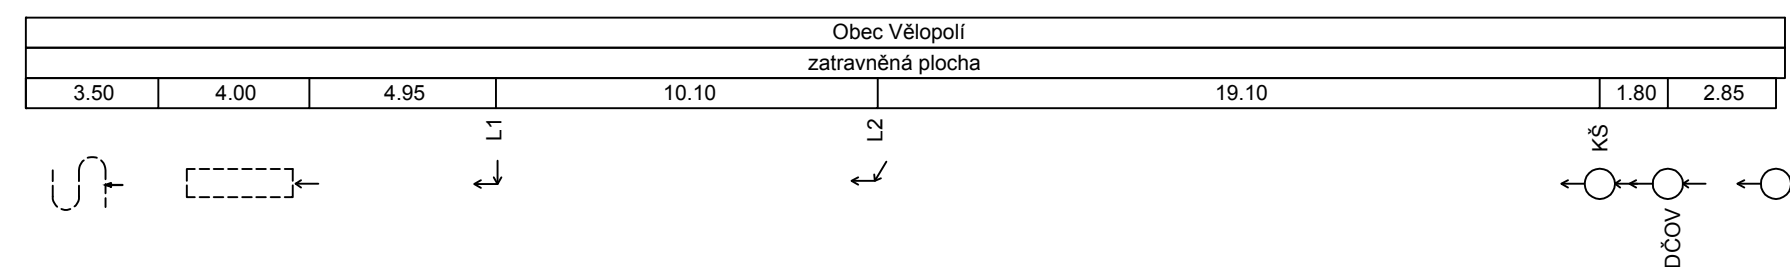 Obec Vělopolí
zatravněná plocha
3.50 4.00 4.95 10.10 19.10 1.80 2.85
L1 L2 KŠ
DČOV